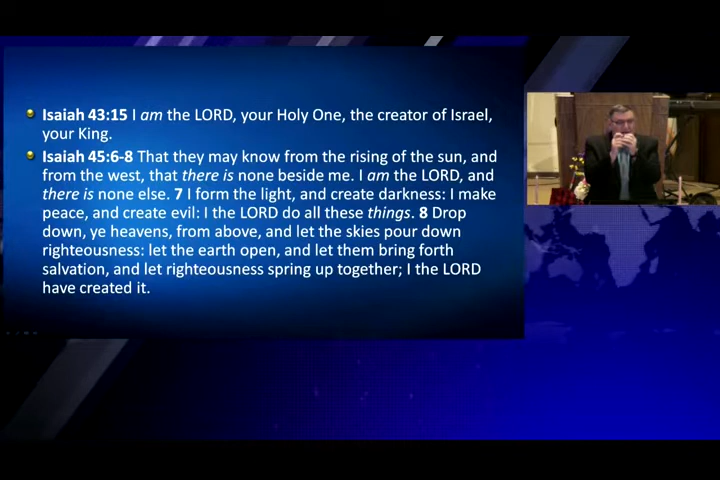 Isaiah 43:15 I am the LORD, your Holy One, the creator of Israel,
your King.
Isaiah 45:6-8 That they may know from the rising of the sun, and
from the west, that there is none beside me. I am the LORD, and
there is none else. 7 I form the light, and create darkness: I make
peace, and create evil: I the LORD do all these things. 8 Drop
down, ye heavens, from above, and let the skies pour down
righteousness: let the earth open, and let them bring forth
salvation, and let righteousness spring up together; I the LORD
have created it.